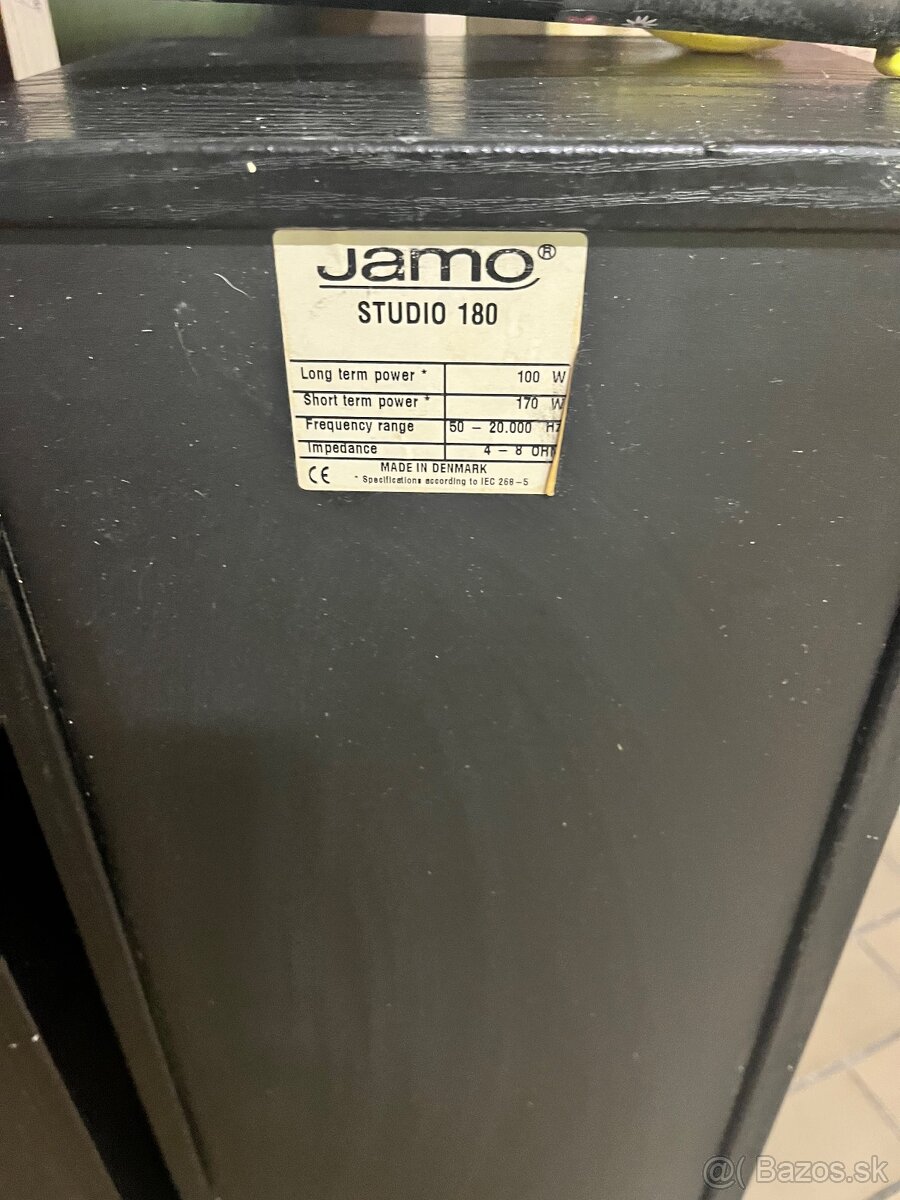 Jamo®
STUDIO 180
Long term power * 100 W
Short term power * 170 W
Frequency range 50 – 20.000 Hz
Impedance 4 – 8 OHM
MADE IN DENMARK
CE * Specifications according to IEC 268–5
@( Bazos.sk